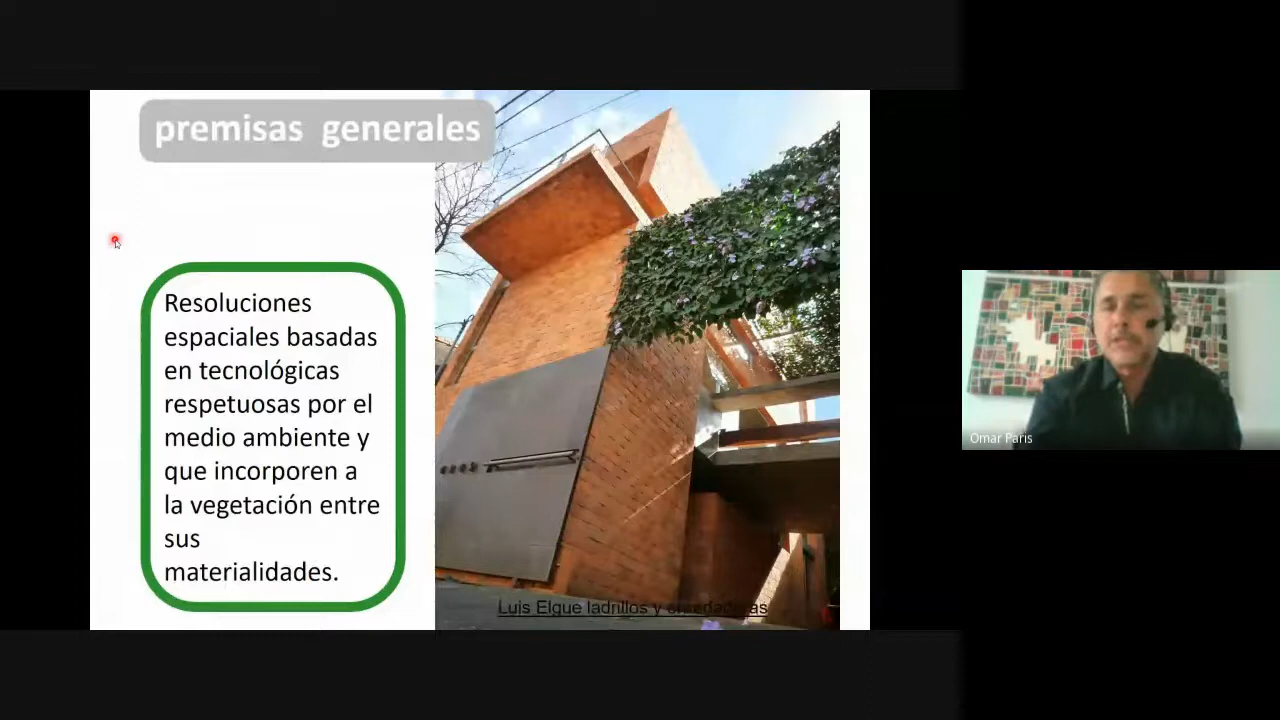 premisas generales
Resoluciones
espaciales basadas
en tecnológicas
respetuosas por el
medio ambiente y
que incorporen a
la vegetación entre
sus
materialidades.
Luis Elgue ladrillos y enredaderas
Omar Paris